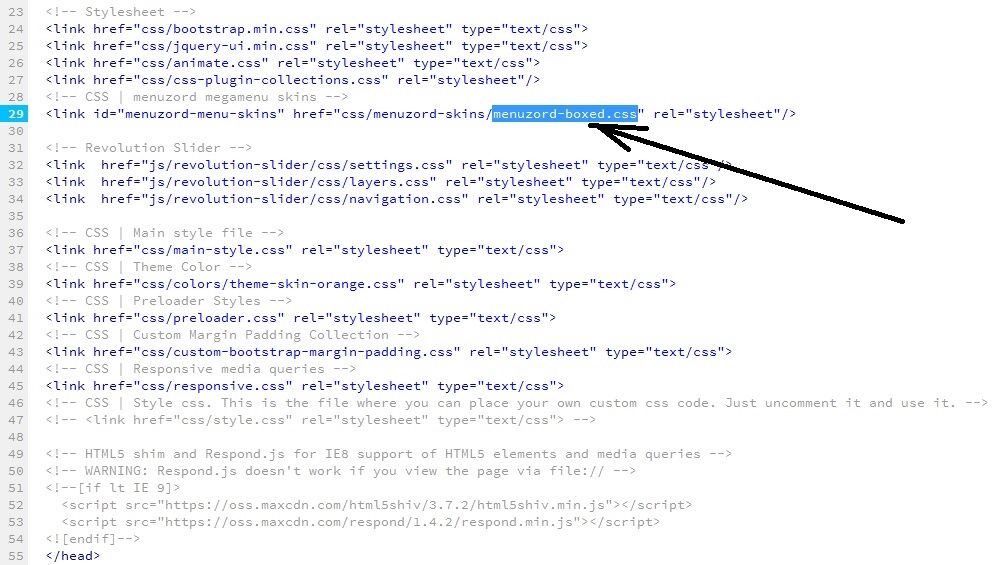 23 <!-- Stylesheet -->
24 <link href="css/bootstrap.min.css" rel="stylesheet" type="text/css">
25 <link href="css/jquery-ui.min.css" rel="stylesheet" type="text/css">
26 <link href="css/animate.css" rel="stylesheet" type="text/css">
27 <link href="css/css-plugin-collections.css" rel="stylesheet"/>
28 <!-- CSS | menuzord megamenu skins -->
29 <link id="menuzord-menu-skins" href="css/menuzord-skins/menuzord-boxed.css" rel="stylesheet"/>
30
31 <!-- Revolution Slider -->
32 <link  href="js/revolution-slider/css/settings.css" rel="stylesheet" type="text/css"/>
33 <link  href="js/revolution-slider/css/layers.css" rel="stylesheet" type="text/css"/>
34 <link  href="js/revolution-slider/css/navigation.css" rel="stylesheet" type="text/css"/>
35
36 <!-- CSS | Main style file -->
37 <link href="css/main-style.css" rel="stylesheet" type="text/css">
38 <!-- CSS | Theme Color -->
39 <link href="css/colors/theme-skin-orange.css" rel="stylesheet" type="text/css">
40 <!-- CSS | Preloader Styles -->
41 <link href="css/preloader.css" rel="stylesheet" type="text/css">
42 <!-- CSS | Custom Margin Padding Collection -->
43 <link href="css/custom-bootstrap-margin-padding.css" rel="stylesheet" type="text/css">
44 <!-- CSS | Responsive media queries -->
45 <link href="css/responsive.css" rel="stylesheet" type="text/css">
46 <!-- CSS | Style css. This is the file where you can place your own custom css code. Just uncomment it and use it. -->
47 <!-- <link href="css/style.css" rel="stylesheet" type="text/css"> -->
48
49 <!-- HTML5 shim and Respond.js for IE8 support of HTML5 elements and media queries -->
50 <!-- WARNING: Respond.js doesn't work if you view the page via file:// -->
51 <!--[if lt IE 9]>
52   <script src="https://oss.maxcdn.com/html5shiv/3.7.2/html5shiv.min.js"></script>
53   <script src="https://oss.maxcdn.com/respond/1.4.2/respond.min.js"></script>
54 <![endif]-->
55 </head>